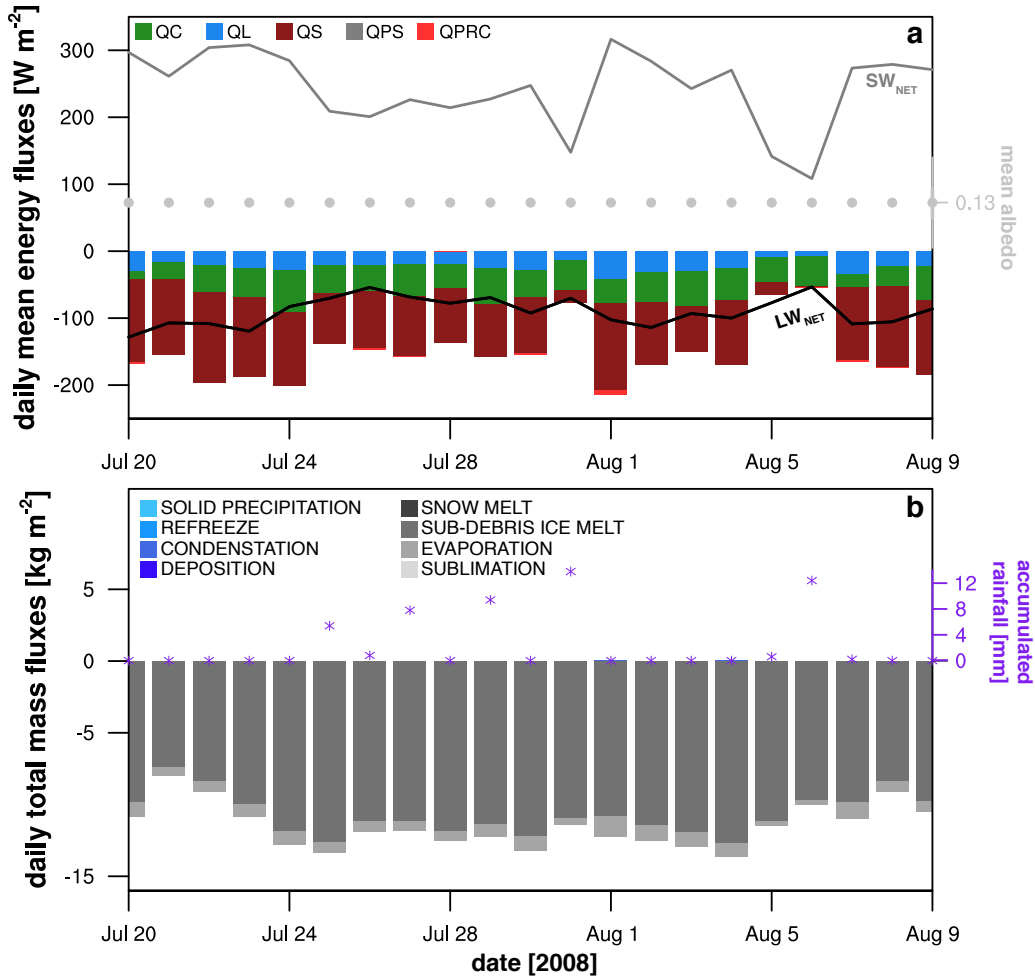 QC QL QS QPS QPRC a
daily mean energy fluxes [W m-2]
300
200
100
0
-100
-200
SWNET
LWNET
mean albedo
0.13
Jul 20 Jul 24 Jul 28 Aug 1 Aug 5 Aug 9
b
SOLID PRECIPITATION SNOW MELT
REFREEZE SUB-DEBRIS ICE MELT
CONDENSTATION EVAPORATION
DEPOSITION SUBLIMATION
daily total mass fluxes [kg m-2]
5
0
-5
-15
12
8
4
0
accumulated
rainfall [mm]
Jul 20 Jul 24 Jul 28 Aug 1 Aug 5 Aug 9
date [2008]